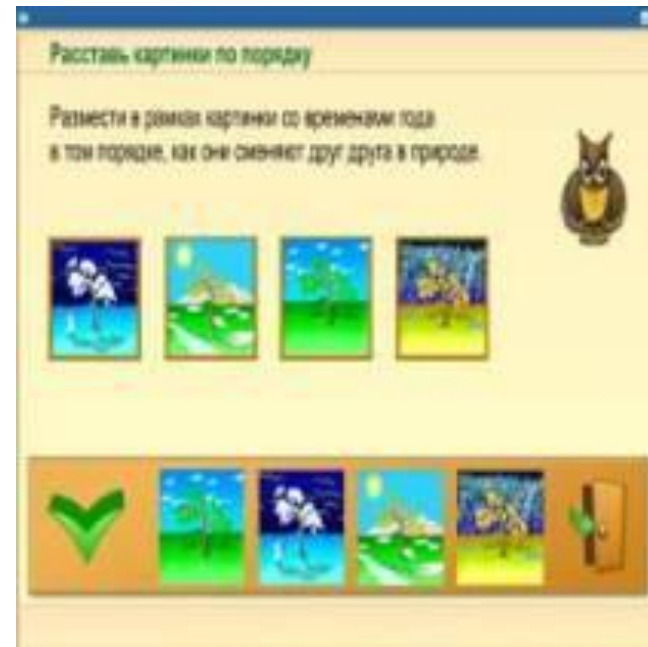 Расставь картинки по порядку
Размести в рамках картинки со временами года
в том порядке, как они сменяют друг друга в природе.